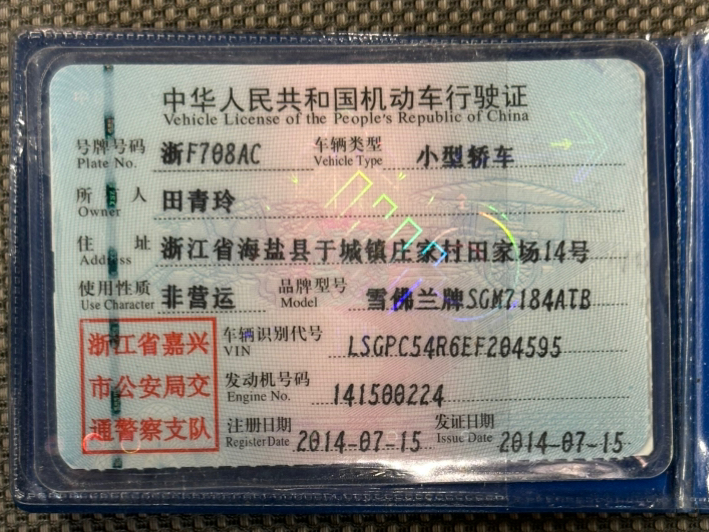 中华人民共和国机动车行驶证
Vehicle License of the People's Republic of China
号牌号码 浙F708AC 车辆类型 小型轿车
Plate No. Vehicle Type
所 人 田青玲
Owner
住 址 浙江省海盐县于城镇庄家村田家场14号
Address
使用性质 非营运 品牌型号 雪佛兰牌SGM7184ATB
Use Character Model
浙江省嘉兴 车辆识别代号 LSGPC54R6EF204595
VIN
市公安局交 发动机号码 141500224
Engine No.
通警察支队 注册日期 2014-07-15 发证日期 2014-07-15
Register Date Issue Date